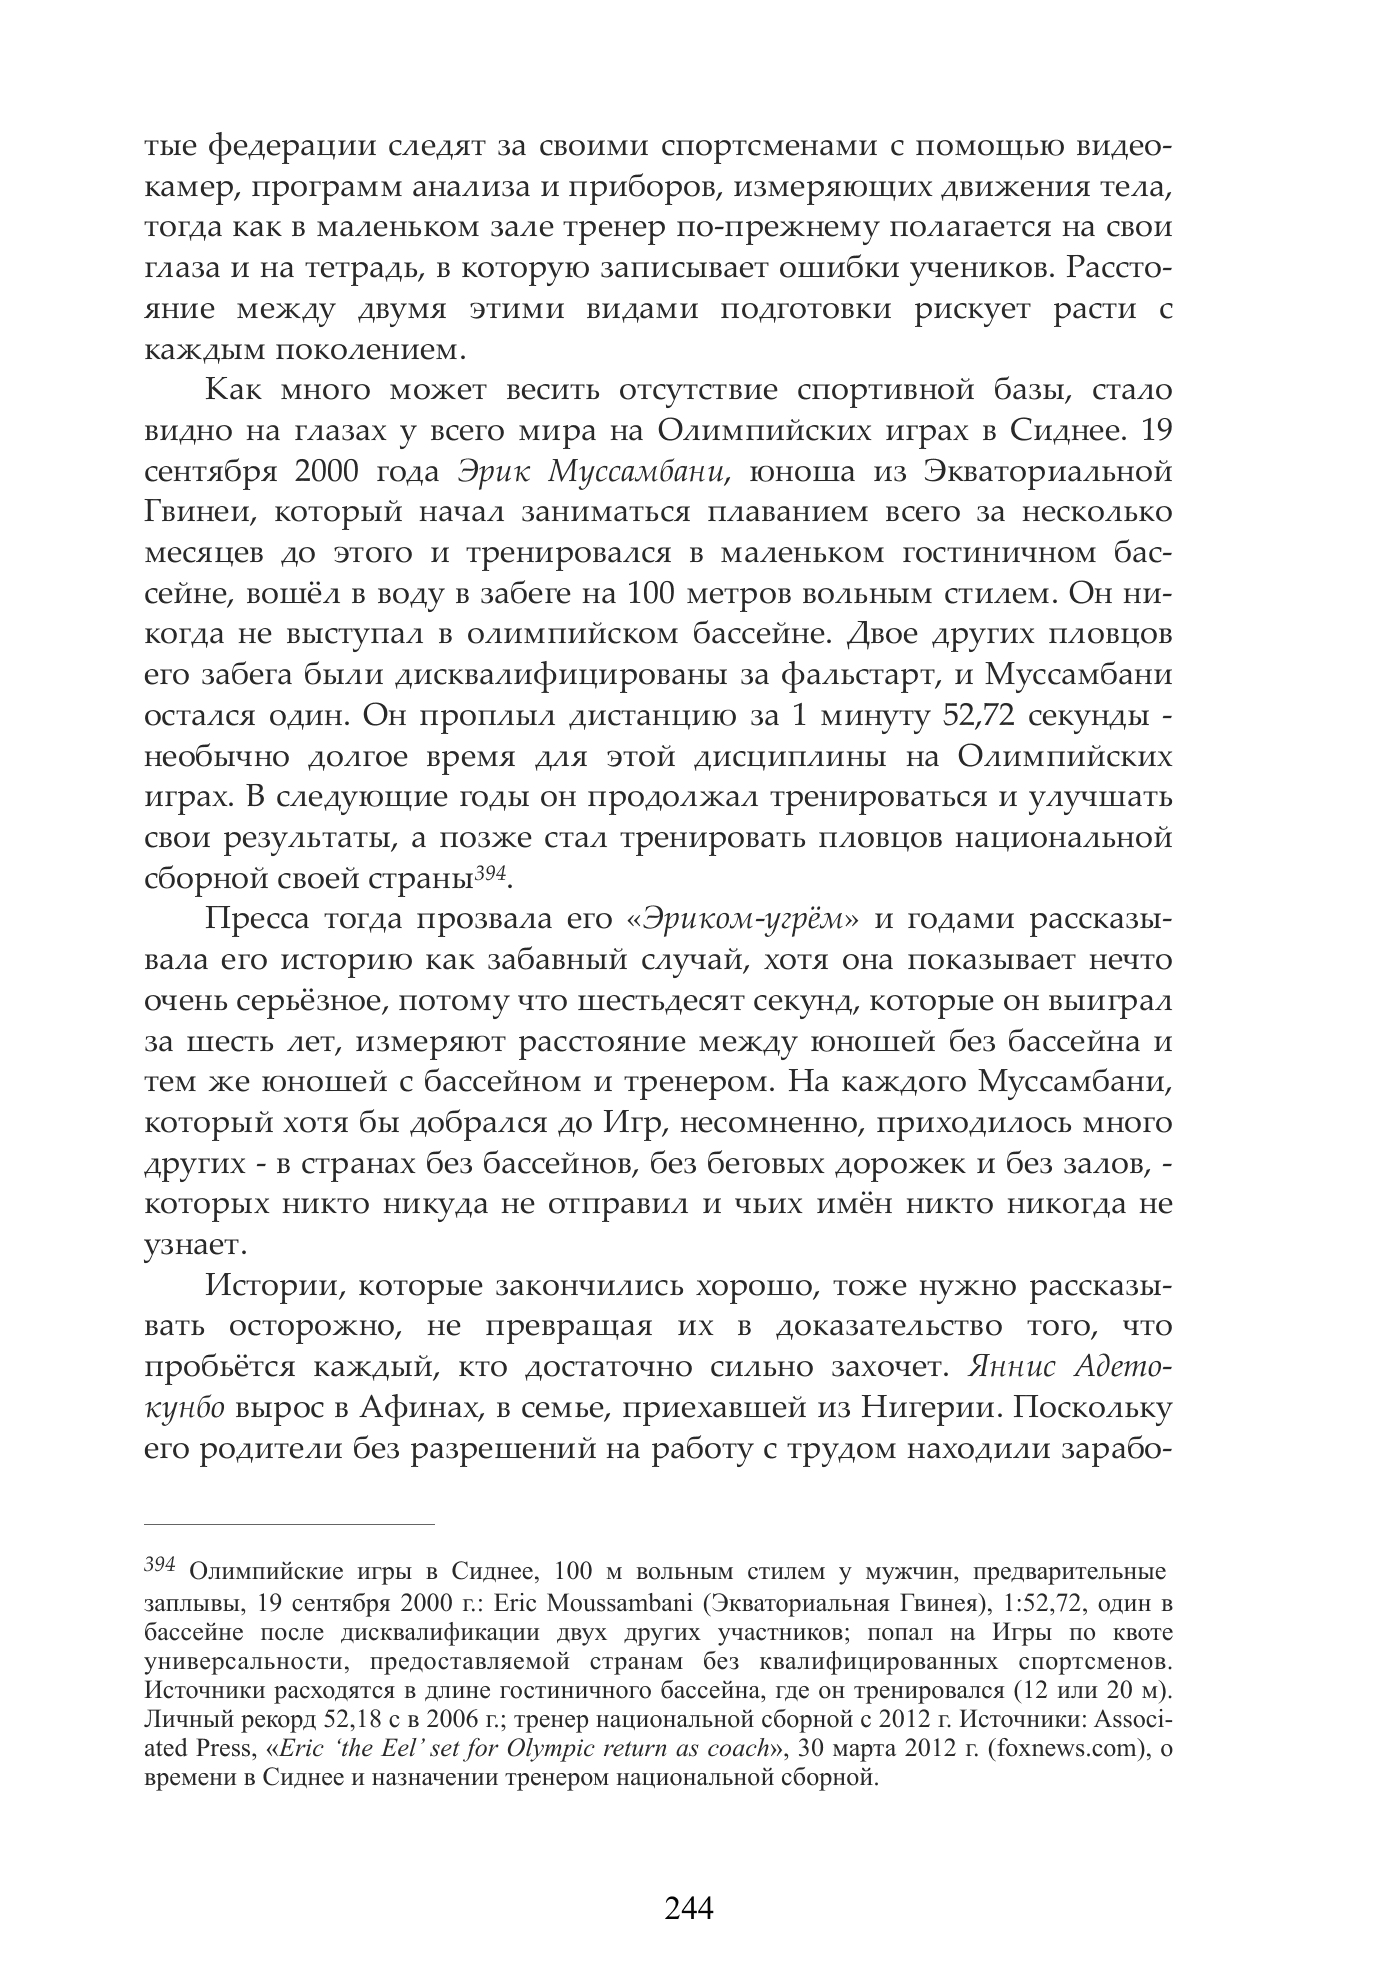 тые федерации следят за своими спортсменами с помощью видео-
камер, программ анализа и приборов, измеряющих движения тела,
тогда как в маленьком зале тренер по-прежнему полагается на свои
глаза и на тетрадь, в которую записывает ошибки учеников. Рассто-
яние между двумя этими видами подготовки рискует расти с
каждым поколением.
Как много может весить отсутствие спортивной базы, стало
видно на глазах у всего мира на Олимпийских играх в Сиднее. 19
сентября 2000 года Эрик Муссамбани, юноша из Экваториальной
Гвинеи, который начал заниматься плаванием всего за несколько
месяцев до этого и тренировался в маленьком гостиничном бас-
сейне, вошёл в воду в забеге на 100 метров вольным стилем. Он ни-
когда не выступал в олимпийском бассейне. Двое других пловцов
его забега были дисквалифицированы за фальстарт, и Муссамбани
остался один. Он проплыл дистанцию за 1 минуту 52,72 секунды -
необычно долгое время для этой дисциплины на Олимпийских
играх. В следующие годы он продолжал тренироваться и улучшать
свои результаты, а позже стал тренировать пловцов национальной
сборной своей страны394.
Пресса тогда прозвала его «Эриком-угрём» и годами рассказы-
вала его историю как забавный случай, хотя она показывает нечто
очень серьёзное, потому что шестьдесят секунд, которые он выиграл
за шесть лет, измеряют расстояние между юношей без бассейна и
тем же юношей с бассейном и тренером. На каждого Муссамбани,
который хотя бы добрался до Игр, несомненно, приходилось много
других - в странах без бассейнов, без беговых дорожек и без залов, -
которых никто никуда не отправил и чьих имён никто никогда не
узнает.
Истории, которые закончились хорошо, тоже нужно рассказы-
вать осторожно, не превращая их в доказательство того, что
пробьётся каждый, кто достаточно сильно захочет. Яннис Адето-
кунбо вырос в Афинах, в семье, приехавшей из Нигерии. Поскольку
его родители без разрешений на работу с трудом находили зарабо-
394 Олимпийские игры в Сиднее, 100 м вольным стилем у мужчин, предварительные
заплывы, 19 сентября 2000 г.: Eric Moussambani (Экваториальная Гвинея), 1:52,72, один в
бассейне после дисквалификации двух других участников; попал на Игры по квоте
универсальности, предоставляемой странам без квалифицированных спортсменов.
Источники расходятся в длине гостиничного бассейна, где он тренировался (12 или 20 м).
Личный рекорд 52,18 с в 2006 г.; тренер национальной сборной с 2012 г. Источники: Associ-
ated Press, «Eric ‘the Eel’ set for Olympic return as coach», 30 марта 2012 г. (foxnews.com), о
времени в Сиднее и назначении тренером национальной сборной.
244